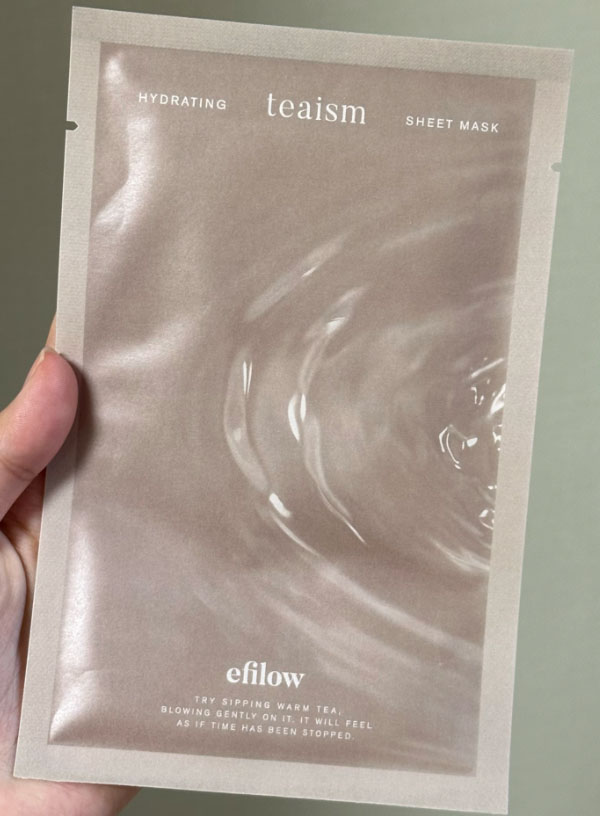 HYDRATING teaism SHEET MASK
efilow
TRY SIPPING WARM TEA,
BLOWING GENTLY ON IT. IT WILL FEEL
AS IF TIME HAS BEEN STOPPED.